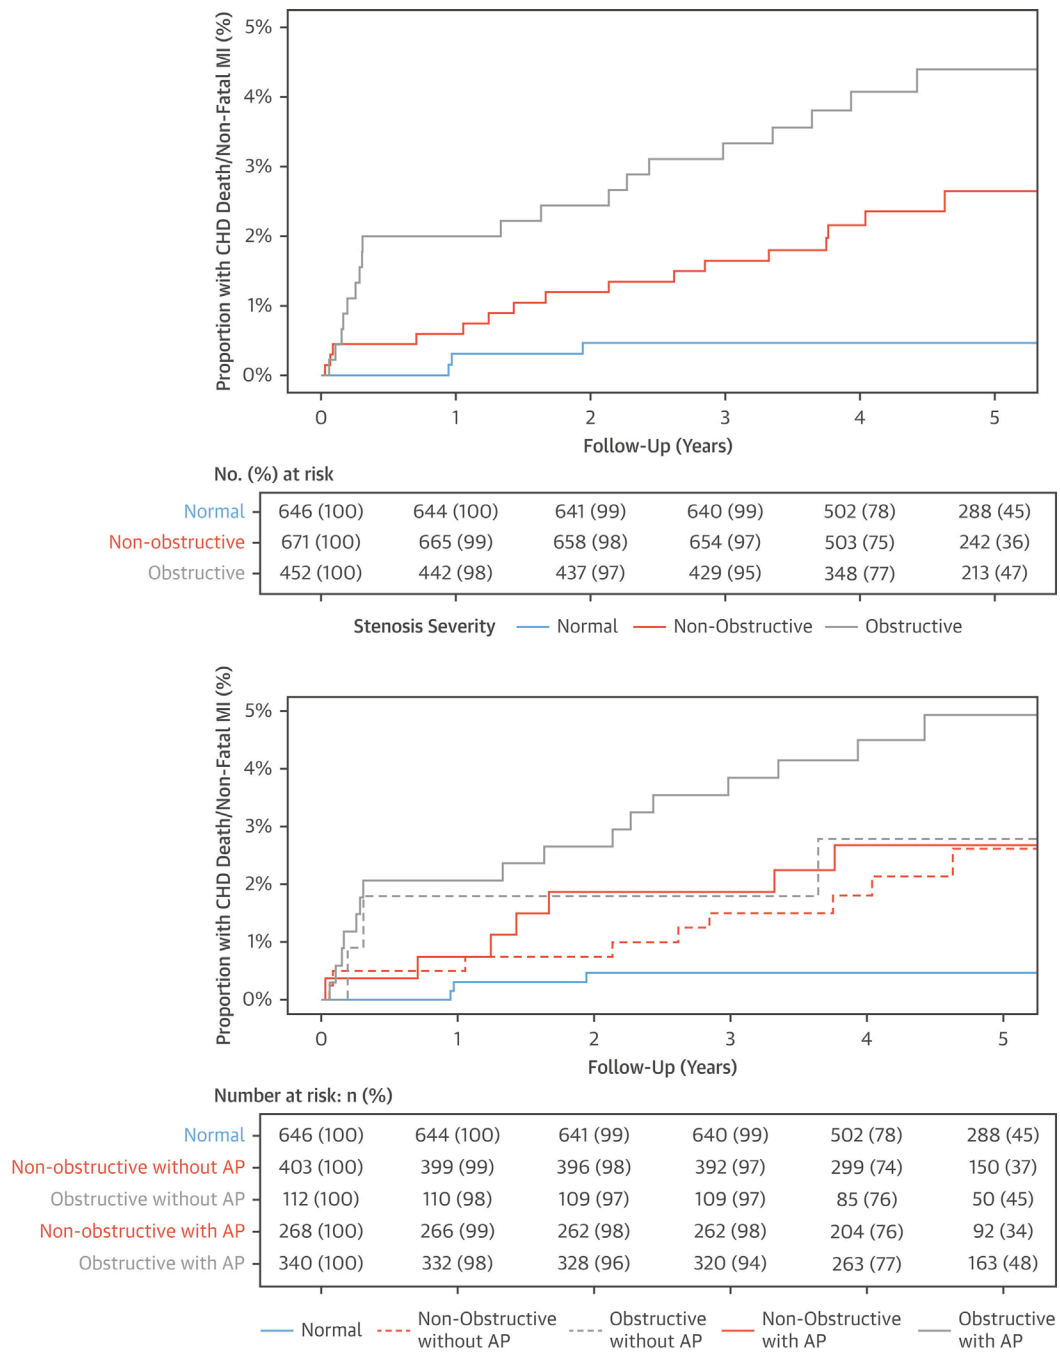 Proportion with CHD Death/Non-Fatal MI (%)
5%
4%
3%
2%
1%
0%
0 1 2 3 4 5
Follow-Up (Years)
No. (%) at risk
Normal 646 (100) 644 (100) 641 (99) 640 (99) 502 (78) 288 (45)
Non-obstructive 671 (100) 665 (99) 658 (98) 654 (97) 503 (75) 242 (36)
Obstructive 452 (100) 442 (98) 437 (97) 429 (95) 348 (77) 213 (47)
Stenosis Severity Normal Non-Obstructive Obstructive
Proportion with CHD Death/Non-Fatal MI (%)
5%
4%
3%
2%
1%
0%
0 1 2 3 4 5
Follow-Up (Years)
Number at risk: n (%)
Normal 646 (100) 644 (100) 641 (99) 640 (99) 502 (78) 288 (45)
Non-obstructive without AP 403 (100) 399 (99) 396 (98) 392 (97) 299 (74) 150 (37)
Obstructive without AP 112 (100) 110 (98) 109 (97) 109 (97) 85 (76) 50 (45)
Non-obstructive with AP 268 (100) 266 (99) 262 (98) 262 (98) 204 (76) 92 (34)
Obstructive with AP 340 (100) 332 (98) 328 (96) 320 (94) 263 (77) 163 (48)
Normal
Non-Obstructive
without AP
Obstructive
without AP
Non-Obstructive
with AP
Obstructive
with AP